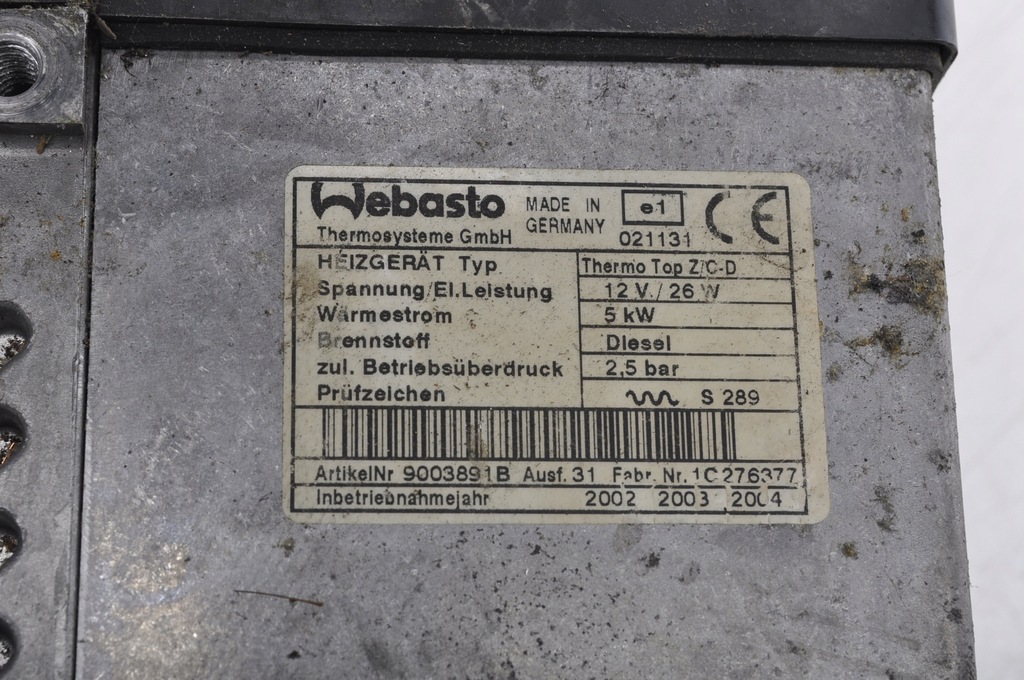 Webasto
Thermosysteme GmbH
MADE IN
GERMANY
e1
021131
CE
HEIZGERÄT Typ Thermo Top Z/C-D
Spannung/El.Leistung 12 V / 26 W
Wärmestrom 5 kW
Brennstoff Diesel
zul. Betriebsüberdruck 2,5 bar
Prüfzeichen S 289
ArtikelNr 9003891B Ausf. 31 Fabr. Nr. 1C276377
Inbetriebnahmejahr 2002 2003 2004